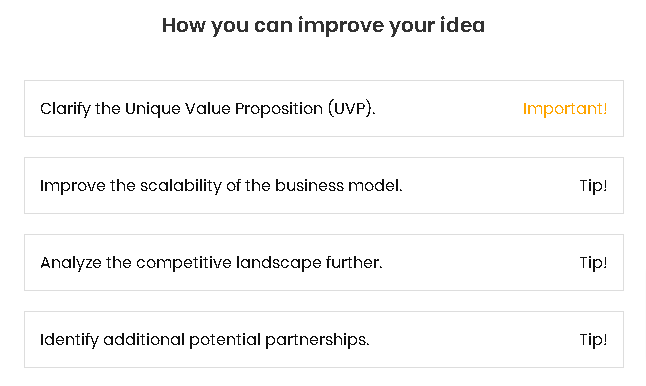 How you can improve your idea
Clarify the Unique Value Proposition (UVP). Important!
Improve the scalability of the business model. Tip!
Analyze the competitive landscape further. Tip!
Identify additional potential partnerships. Tip!